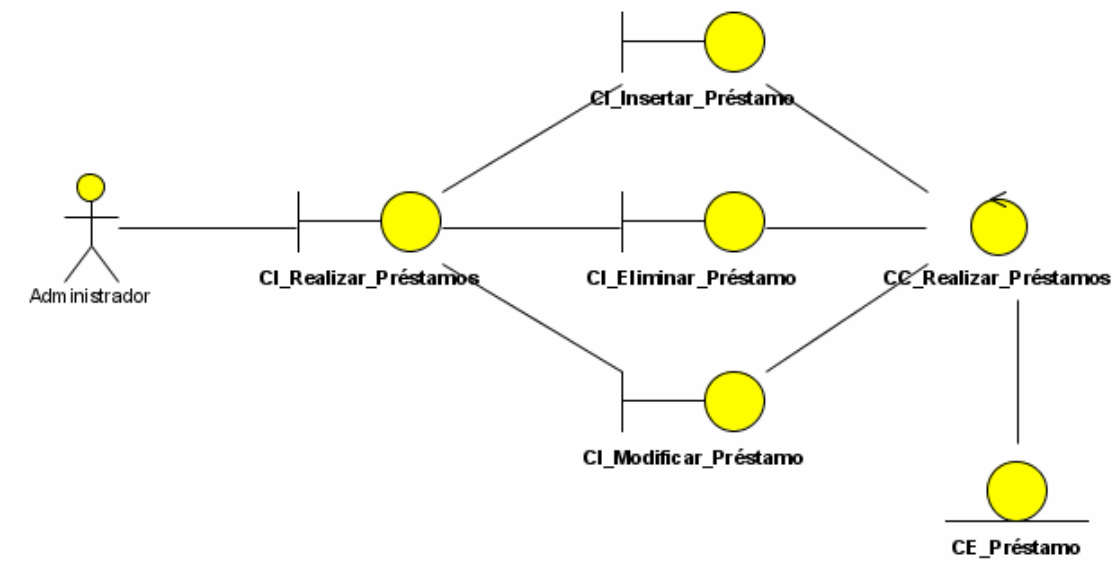 CI_Insertar_Préstamo
Administrador
CI_Realizar_Préstamos
CI_Eliminar_Préstamo
CC_Realizar_Préstamos
CI_Modificar_Préstamo
CE_Préstamo